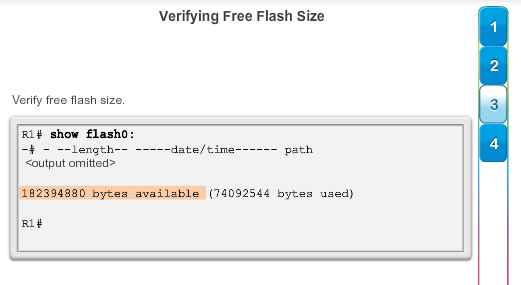 Verifying Free Flash Size
1
2
3
4
Verify free flash size.
R1# show flash0:
-# - --length-- -----date/time------ path
<output omitted>
182394880 bytes available (74092544 bytes used)
R1#